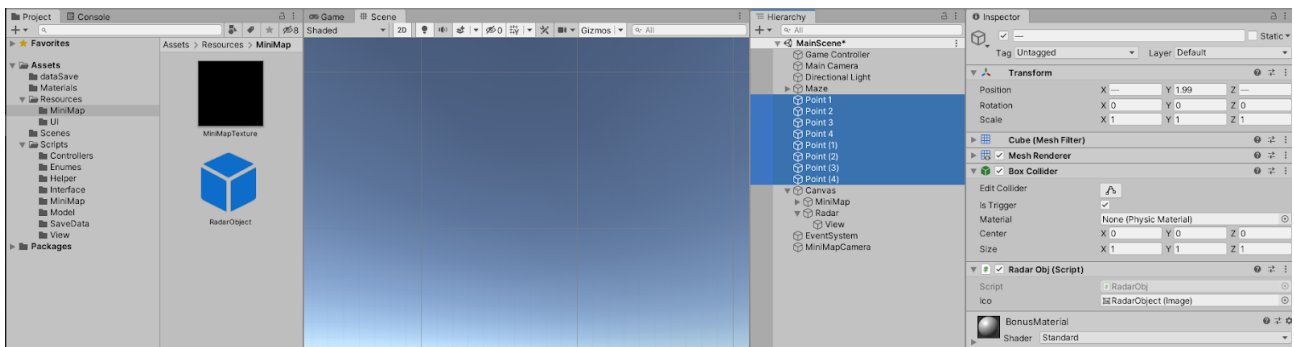 Project
Console
8
Favorites
Assets
dataSave
Materials
Resources
MiniMap
UI
Scenes
Scripts
Controllers
Enumes
Helper
Interface
MiniMap
Model
SaveData
View
Packages
Assets > Resources > MiniMap
MiniMapTexture
RadarObject
Game
Scene
Shaded
2D
0
Gizmos
All
Hierarchy
All
MainScene*
Game Controller
Main Camera
Directional Light
Maze
Point 1
Point 2
Point 3
Point 4
Point (1)
Point (2)
Point (3)
Point (4)
Canvas
MiniMap
Radar
View
EventSystem
MiniMapCamera
Inspector
— Static
Tag Untagged Layer Default
Transform
Position X — Y 1.99 Z —
Rotation X 0 Y 0 Z 0
Scale X 1 Y 1 Z 1
Cube (Mesh Filter)
Mesh Renderer
Box Collider
Edit Collider
Is Trigger
Material None (Physic Material)
Center X 0 Y 0 Z 0
Size X 1 Y 1 Z 1
Radar Obj (Script)
Script RadarObj
Ico RadarObject (Image)
BonusMaterial
Shader Standard